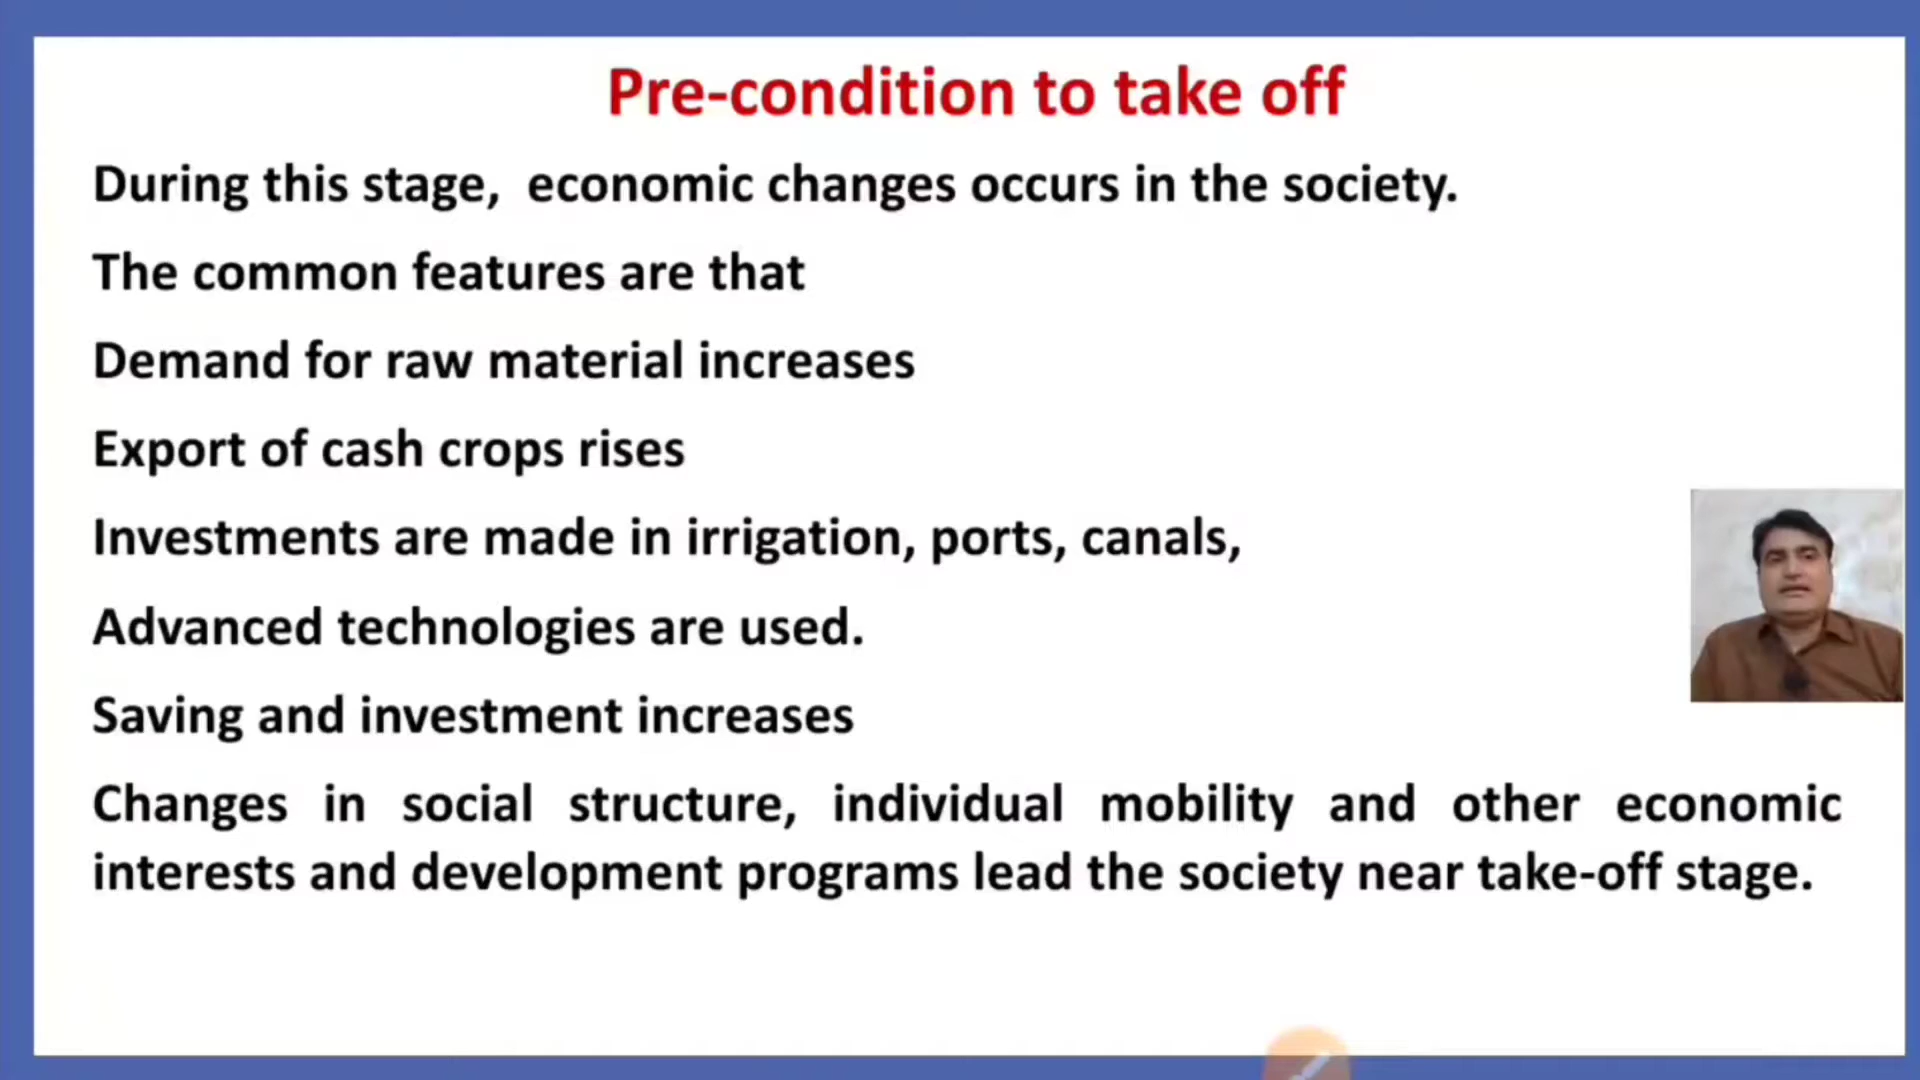 Pre-condition to take off
During this stage, economic changes occurs in the society.
The common features are that
Demand for raw material increases
Export of cash crops rises
Investments are made in irrigation, ports, canals,
Advanced technologies are used.
Saving and investment increases
Changes in social structure, individual mobility and other economic
interests and development programs lead the society near take-off stage.